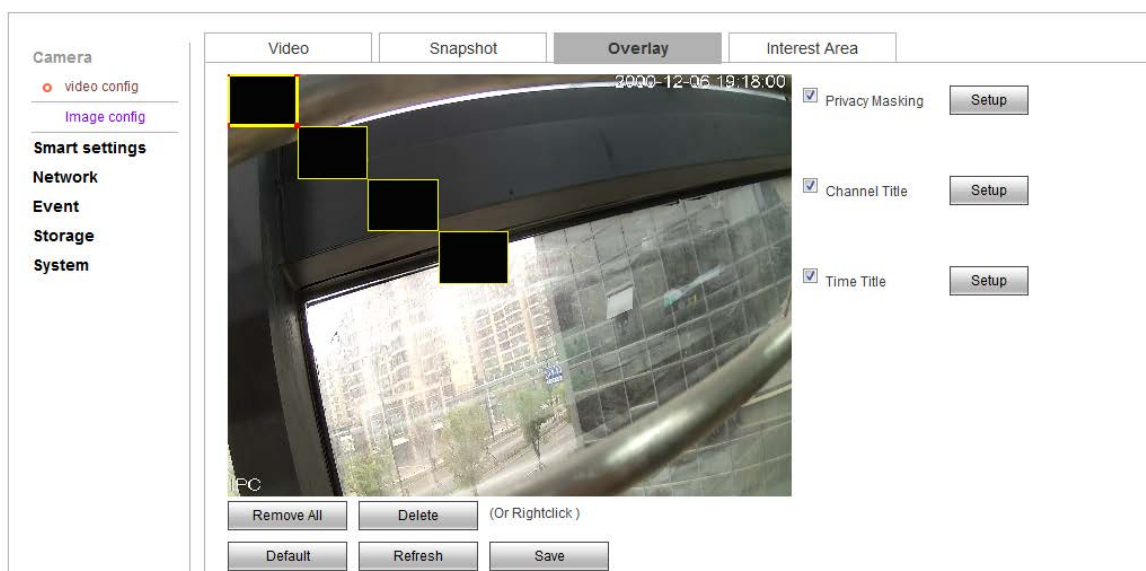 Camera
video config
Image config
Smart settings
Network
Event
Storage
System
Video
Snapshot
Overlay
Interest Area
2000-12-06 19:18:00
IPC
Privacy Masking
Setup
Channel Title
Setup
Time Title
Setup
Remove All
Delete
(Or Rightclick )
Default
Refresh
Save